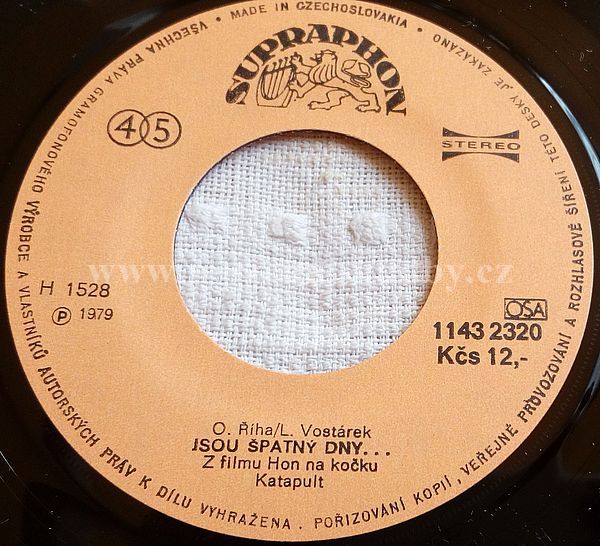 VŠECHNA PRÁVA GRAMOFONOVÉHO VÝROBCE A VLASTNÍKŮ AUTORSKÝCH PRÁV K DÍLU VYHRAŽENA. POŘIZOVÁNÍ KOPIÍ, VEŘEJNÉ PROVOZOVÁNÍ A ROZHLASOVÉ ŠÍŘENÍ TÉTO DESKY JE ZAKÁZÁNO
• MADE IN CZECHOSLOVAKIA •
SUPRAPHON
45
STEREO
H 1528
Ⓟ 1979
OSA
1143 2320
Kčs 12,-
O. Říha/L. Vostárek
JSOU ŠPATNÝ DNY...
Z filmu Hon na kočku
Katapult